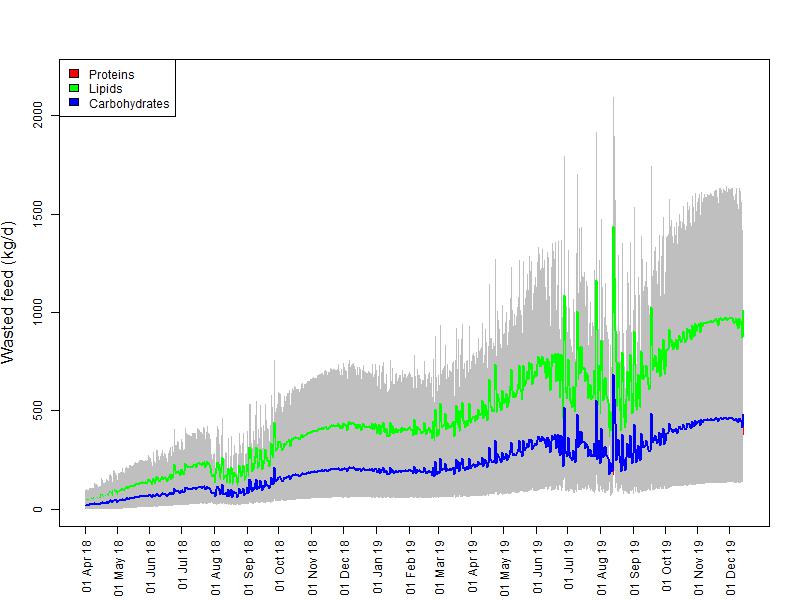 Proteins
Lipids
Carbohydrates
Wasted feed (kg/d)
2000
1500
1000
500
0
01 Apr 18
01 May 18
01 Jun 18
01 Jul 18
01 Aug 18
01 Sep 18
01 Oct 18
01 Nov 18
01 Dec 18
01 Jan 19
01 Feb 19
01 Mar 19
01 Apr 19
01 May 19
01 Jun 19
01 Jul 19
01 Aug 19
01 Sep 19
01 Oct 19
01 Nov 19
01 Dec 19